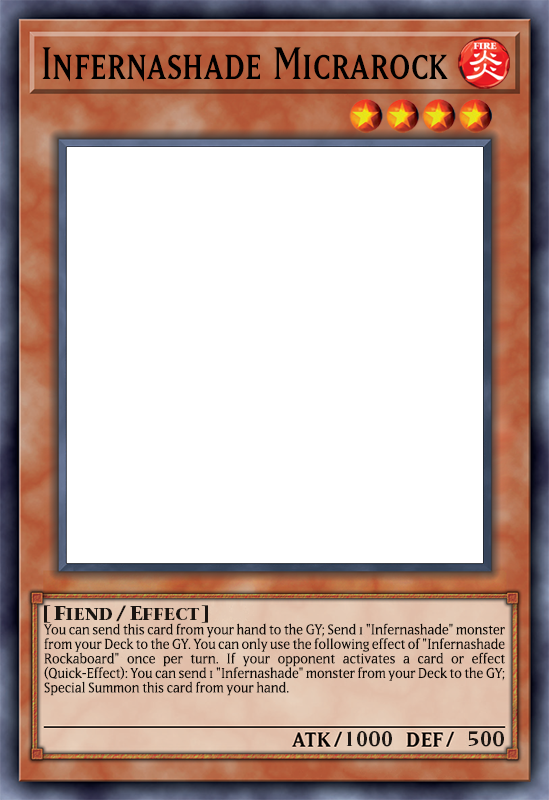 Infernashade Micrarock
FIRE
炎
[ Fiend / Effect ]
You can send this card from your hand to the GY; Send 1 "Infernashade" monster
from your Deck to the GY. You can only use the following effect of "Infernashade
Rockaboard" once per turn. If your opponent activates a card or effect
(Quick-Effect): You can send 1 "Infernashade" monster from your Deck to the GY;
Special Summon this card from your hand.
ATK/1000 DEF/ 500